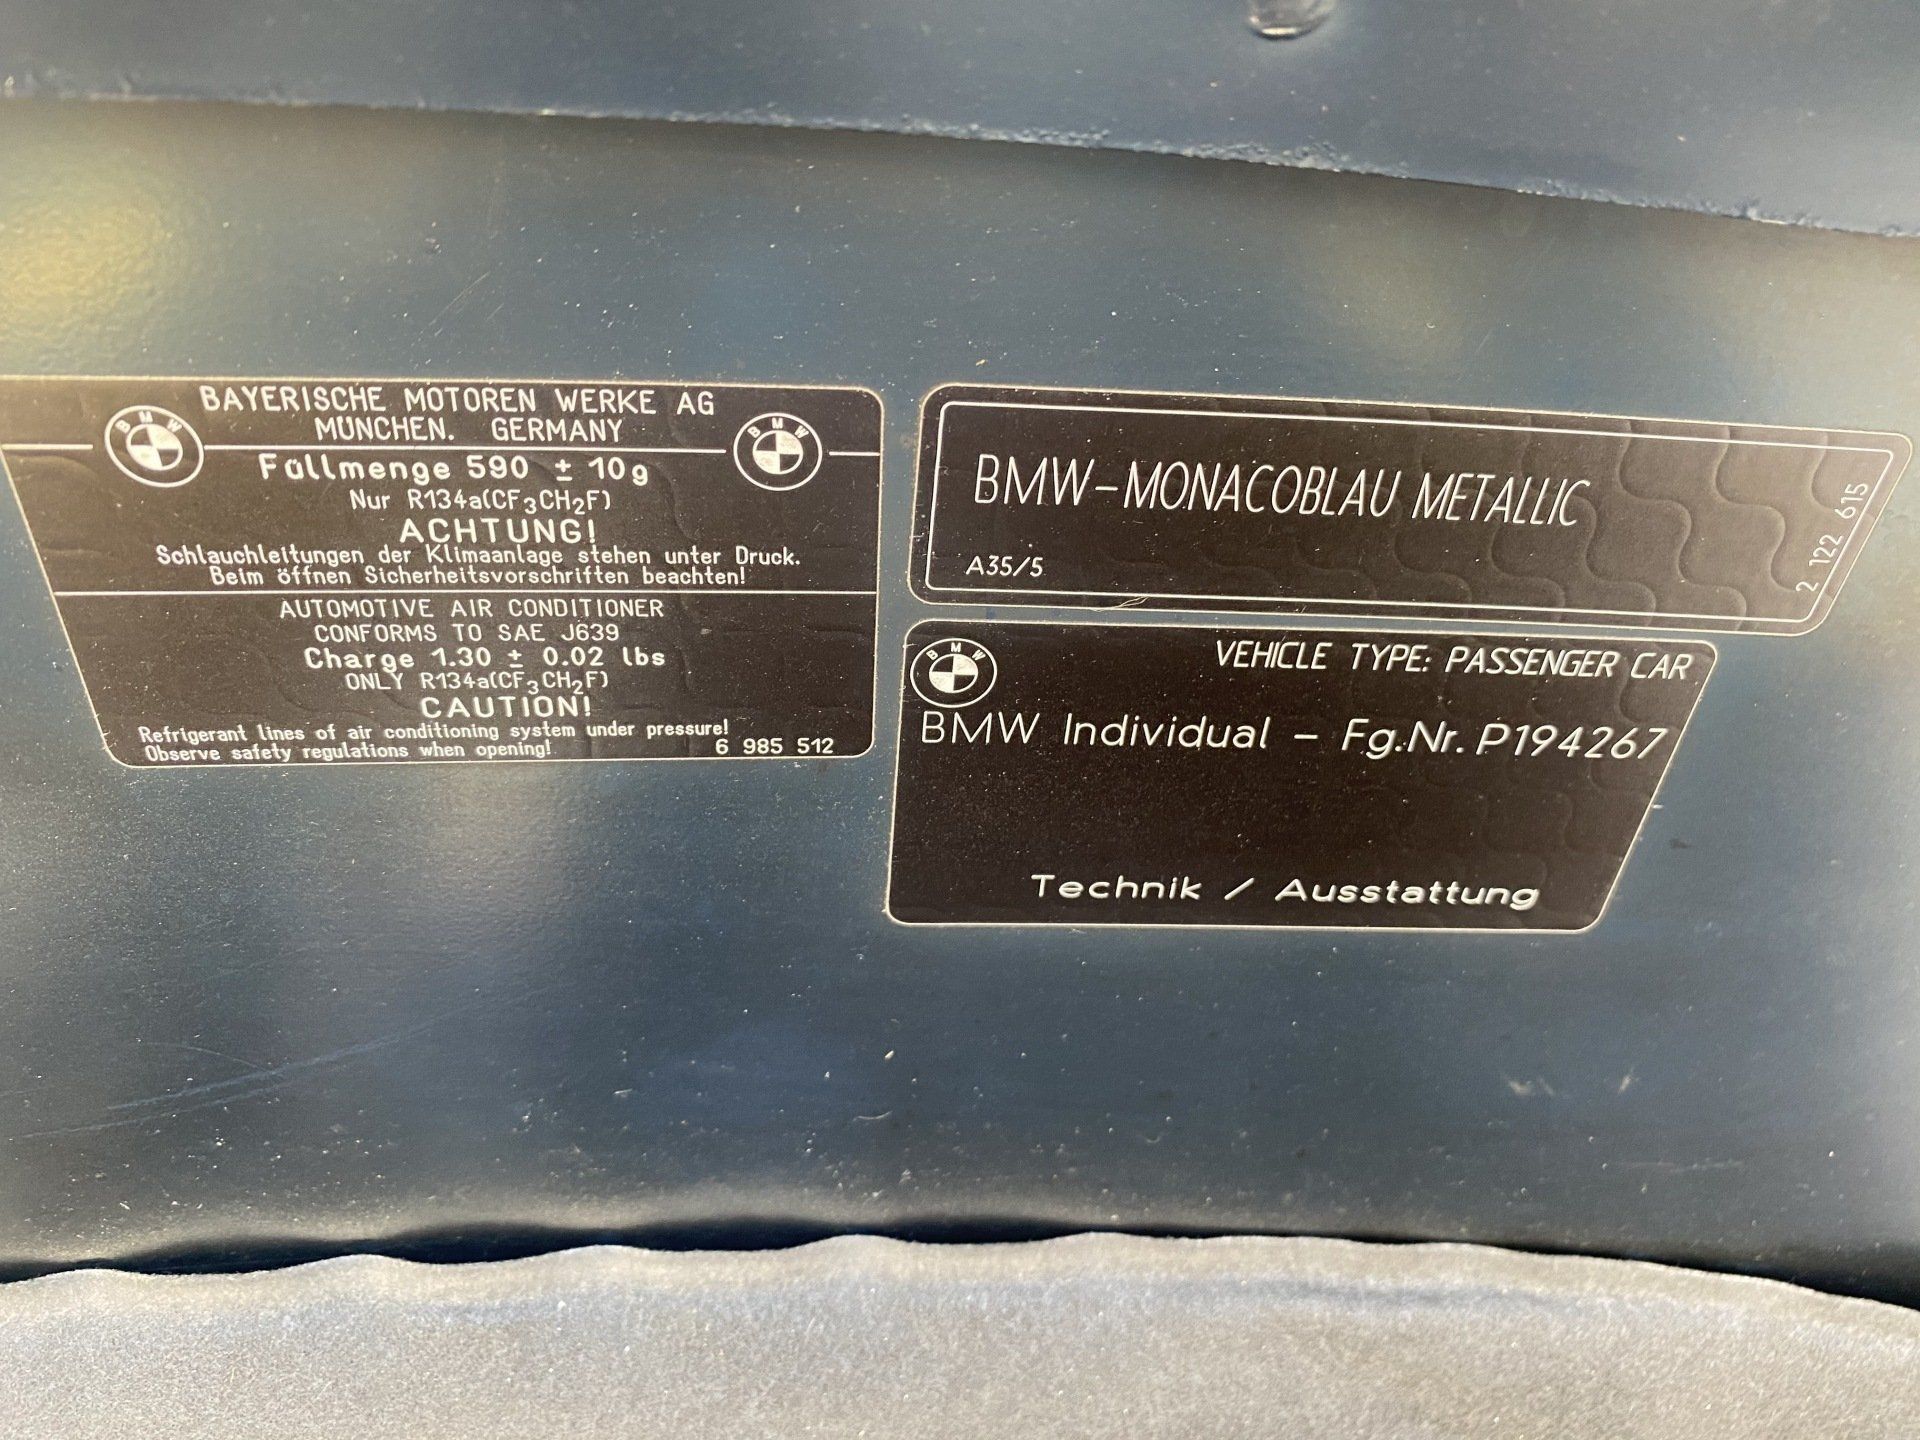 BAYERISCHE MOTOREN WERKE AG
MÜNCHEN. GERMANY
Füllmenge 590 ± 10g
Nur R134a(CF3CH2F)
ACHTUNG!
Schlauchleitungen der Klimaanlage stehen unter Druck.
Beim öffnen Sicherheitsvorschriften beachten!
AUTOMOTIVE AIR CONDITIONER
CONFORMS TO SAE J639
Charge 1.30 ± 0.02 lbs
ONLY R134a(CF3CH2F)
CAUTION!
Refrigerant lines of air conditioning system under pressure!
Observe safety regulations when opening!
6 985 512
BMW
BMW
BMW-MONACOBLAU METALLIC
A35/5
2 122 615
BMW
VEHICLE TYPE: PASSENGER CAR
BMW Individual - Fg.Nr. P194267
Technik / Ausstattung